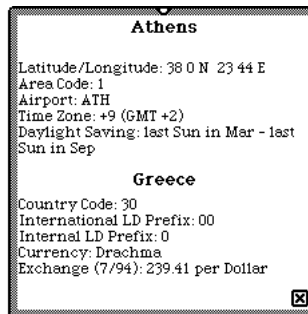 Athens
Latitude/Longitude: 38 0 N  23 44 E
Area Code: 1
Airport: ATH
Time Zone: +9 (GMT +2)
Daylight Saving: last Sun in Mar - last
Sun in Sep
Greece
Country Code: 30
International LD Prefix: 00
Internal LD Prefix: 0
Currency: Drachma
Exchange (7/94): 239.41 per Dollar